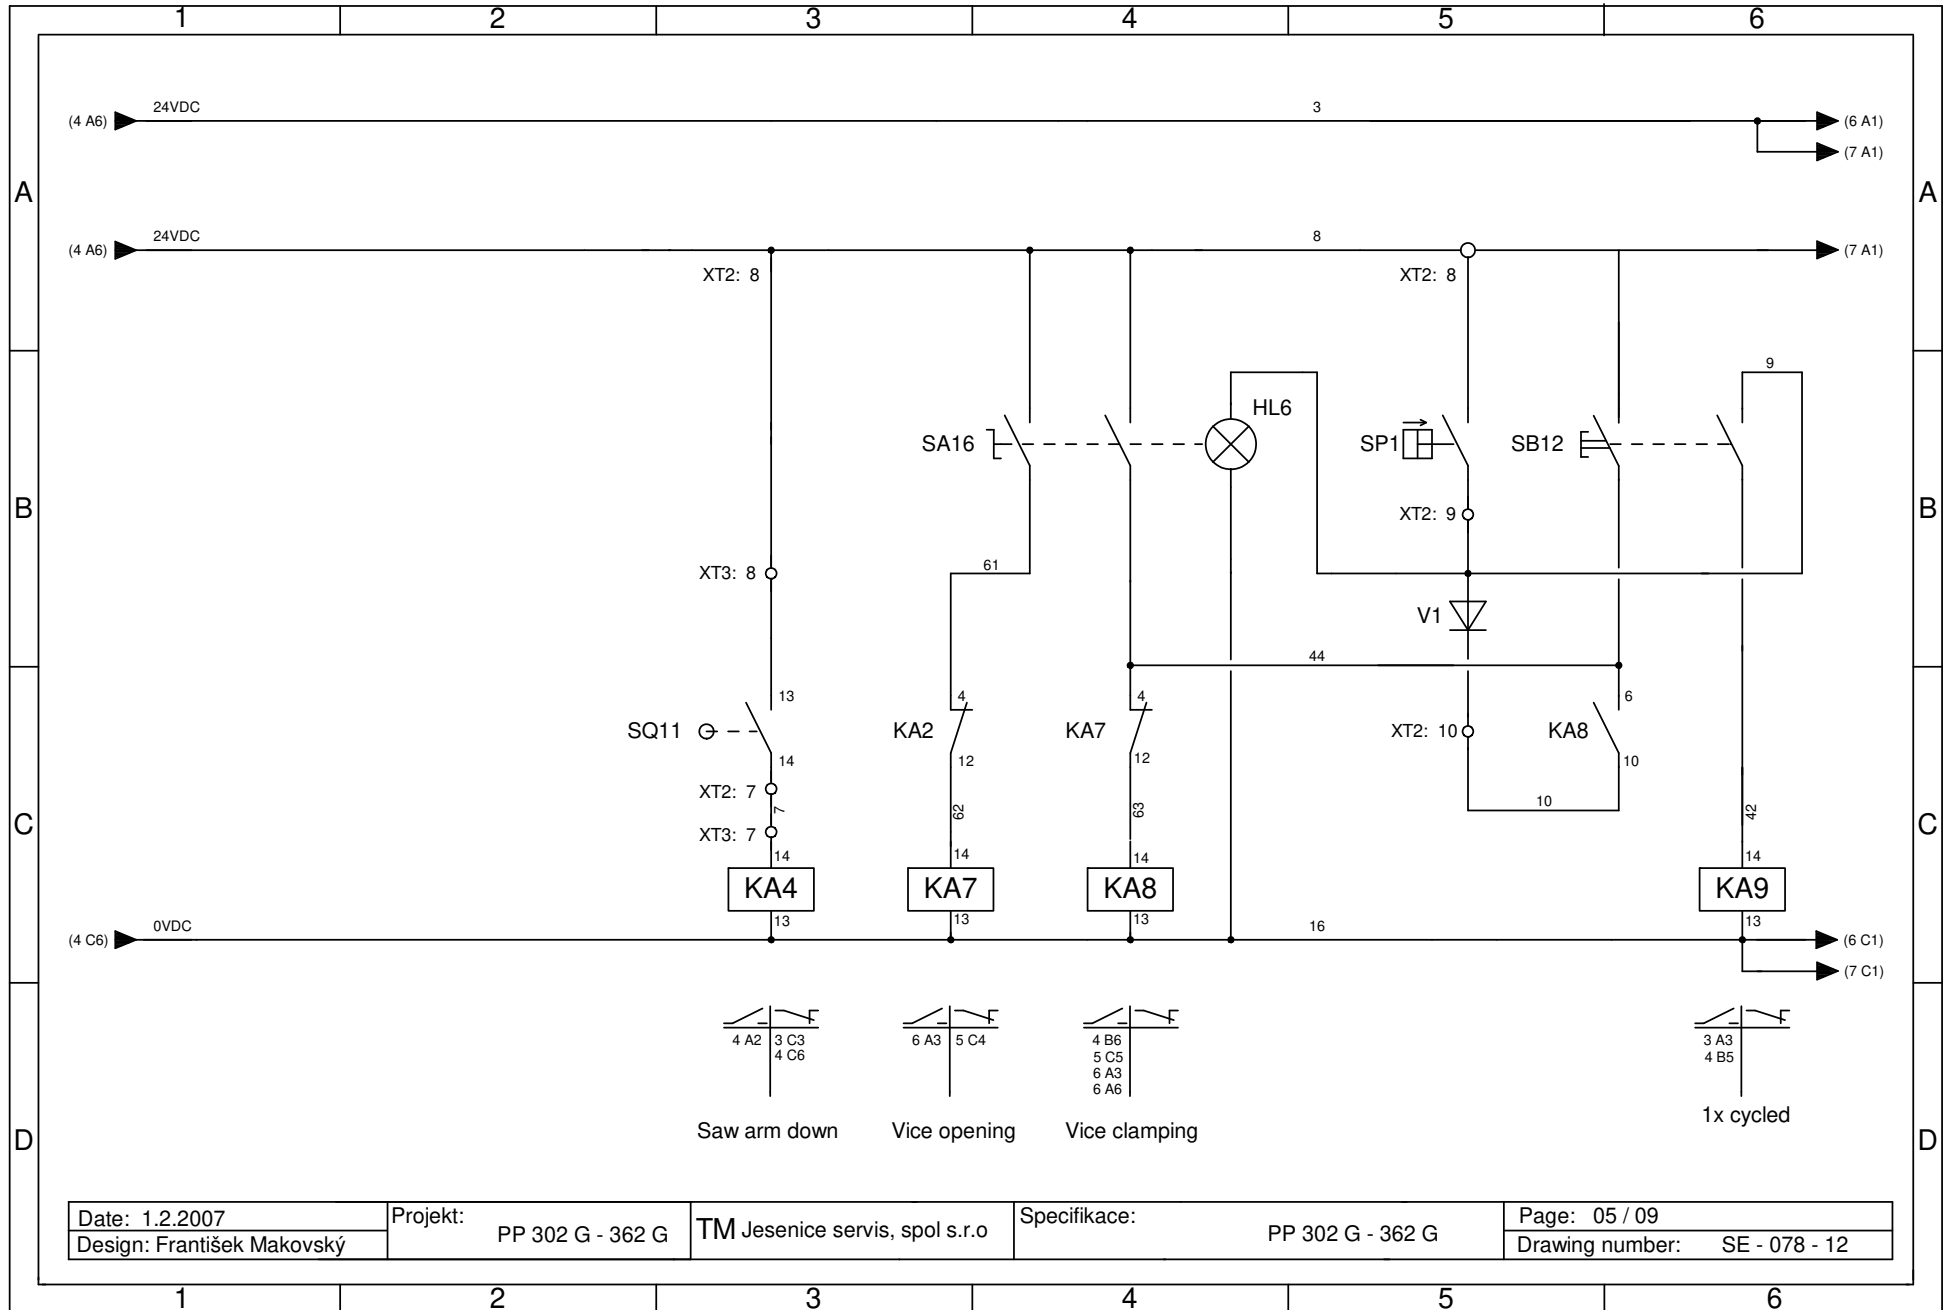 1 2 3 4 5 6
24VDC 3
(4 A6) (6 A1)
(7 A1)
A A
24VDC 8
(4 A6) (7 A1)
XT2: 8 XT2: 8
9
HL6
SA16 SP1 SB12
B B
XT2: 9
61
XT3: 8
V1
44
13 4 4 6
SQ11 KA2 KA7 XT2: 10 KA8
14 12 12 10
XT2: 7
7 62 63 10 42
C C
XT3: 7
14 14 14 14
KA4 KA7 KA8 KA9
13 13 13 13
0VDC 16
(4 C6) (6 C1)
(7 C1)
4 A2 3 C3 6 A3 5 C4 4 B6 3 A3
4 C6 5 C5 4 B5
6 A3
6 A6
1x cycled
Saw arm down Vice opening Vice clamping
D D
Date: 1.2.2007
Design: František Makovský
Projekt:
PP 302 G - 362 G
TM Jesenice servis, spol s.r.o
Specifikace:
PP 302 G - 362 G
Page: 05 / 09
Drawing number: SE - 078 - 12
1 2 3 4 5 6